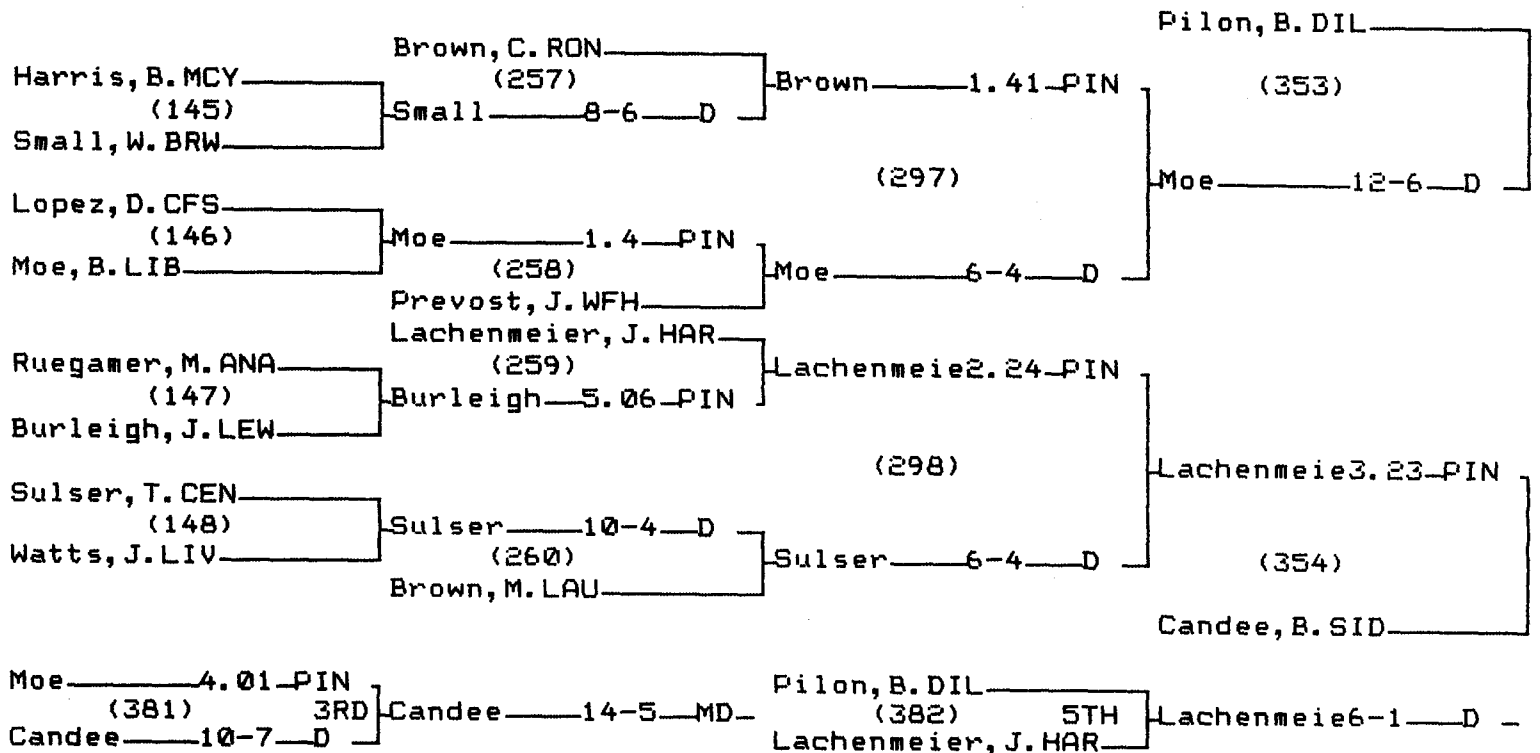 Pilon, B. DIL
Brown, C. RON
Harris, B. MCY (257) Brown 1.41 PIN (353)
(145) Small 8-6 D
Small, W. BRW
(297) Moe 12-6 D
Lopez, D. CFS
(146) Moe 1.4 PIN
Moe, B. LIB (258) Moe 6-4 D
Prevost, J. WFH
Lachenmeier, J. HAR
Ruegamer, M. ANA (259) Lachenmeie2.24 PIN
(147) Burleigh 5.06 PIN
Burleigh, J. LEW
(298) Lachenmeie3.23 PIN
Sulser, T. CEN
(148) Sulser 10-4 D
Watts, J. LIV (260) Sulser 6-4 D (354)
Brown, M. LAU
Candee, B. SID
Moe 4.01 PIN Pilon, B. DIL
(381) 3RD Candee 14-5 MD (382) 5TH Lachenmeie6-1 D
Candee 10-7 D Lachenmeier, J. HAR